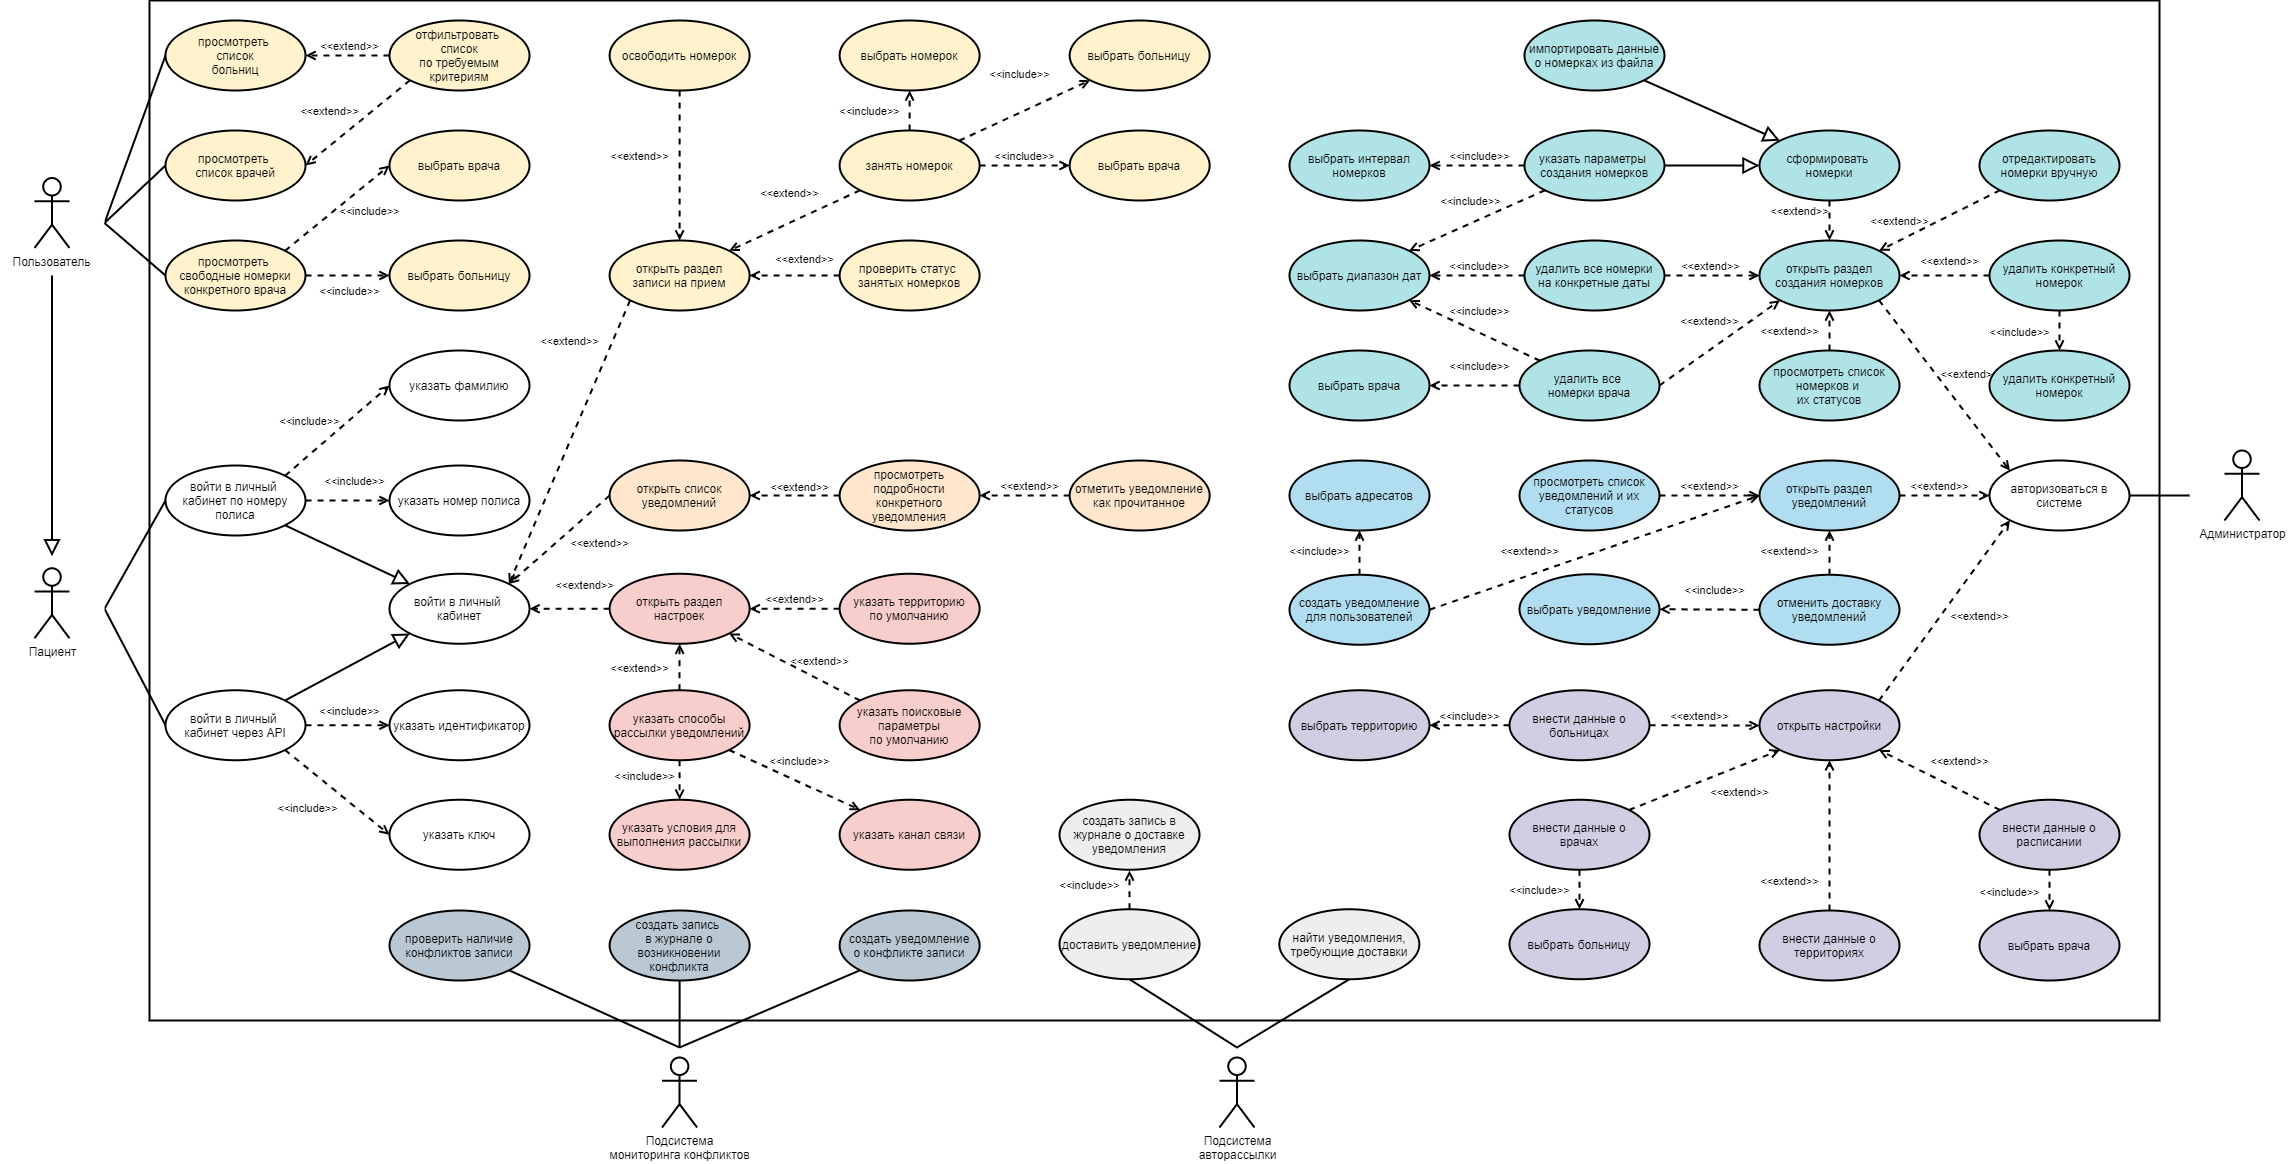 просмотреть
список
больниц
<<extend>>
отфильтровать
список
по требуемым
критериям
освободить номерок
выбрать номерок
<<include>>
выбрать больницу
импортировать данные
о номерках из файла
<<extend>>
<<include>>
просмотреть
список врачей
выбрать врача
<<extend>>
занять номерок
<<include>>
выбрать врача
выбрать интервал
номерков
<<include>>
указать параметры
создания номерков
сформировать
номерки
отредактировать
номерки вручную
<<include>>
<<extend>>
<<include>>
<<extend>>
<<extend>>
Пользователь
просмотреть
свободные номерки
конкретного врача
<<include>>
выбрать больницу
открыть раздел
записи на прием
<<extend>>
проверить статус
занятых номерков
выбрать диапазон дат
<<include>>
удалить все номерки
на конкретные даты
<<extend>>
открыть раздел
создания номерков
<<extend>>
удалить конкретный
номерок
<<extend>>
<<include>>
<<extend>>
<<extend>>
<<include>>
указать фамилию
выбрать врача
<<include>>
удалить все
номерки врача
просмотреть список
номерков и
их статусов
<<extend>
удалить конкретный
номерок
<<include>>
войти в личный
кабинет по номеру
полиса
<<include>>
указать номер полиса
открыть список
уведомлений
<<extend>>
просмотреть
подробности
конкретного
уведомления
<<extend>>
отметить уведомление
как прочитанное
выбрать адресатов
просмотреть список
уведомлений и их
статусов
<<extend>>
открыть раздел
уведомлений
<<extend>>
авторизоваться в
системе
Администратор
<<extend>>
<<include>>
<<extend>>
<<extend>>
Пациент
войти в личный
кабинет
<<extend>>
открыть раздел
настроек
<<extend>>
указать территорию
по умолчанию
создать уведомление
для пользователей
выбрать уведомление
<<include>>
отменить доставку
уведомлений
<<extend>>
<<extend>>
<<extend>>
войти в личный
кабинет через API
<<include>>
указать идентификатор
указать способы
рассылки уведомлений
указать поисковые
параметры
по умолчанию
выбрать территорию
<<include>>
внести данные о
больницах
<<extend>>
открыть настройки
<<include>>
<<include>>
<<include>>
<<extend>>
<<extend>>
указать ключ
указать условия для
выполнения рассылки
указать канал связи
создать запись в
журнале о доставке
уведомления
внести данные о
врачах
внести данные о
расписании
<<include>>
<<include>>
<<extend>>
<<include>>
проверить наличие
конфликтов записи
создать запись
в журнале о
возникновении
конфликта
создать уведомление
о конфликте записи
доставить уведомление
найти уведомления,
требующие доставки
выбрать больницу
внести данные о
территориях
выбрать врача
Подсистема
мониторинга конфликтов
Подсистема
авторассылки